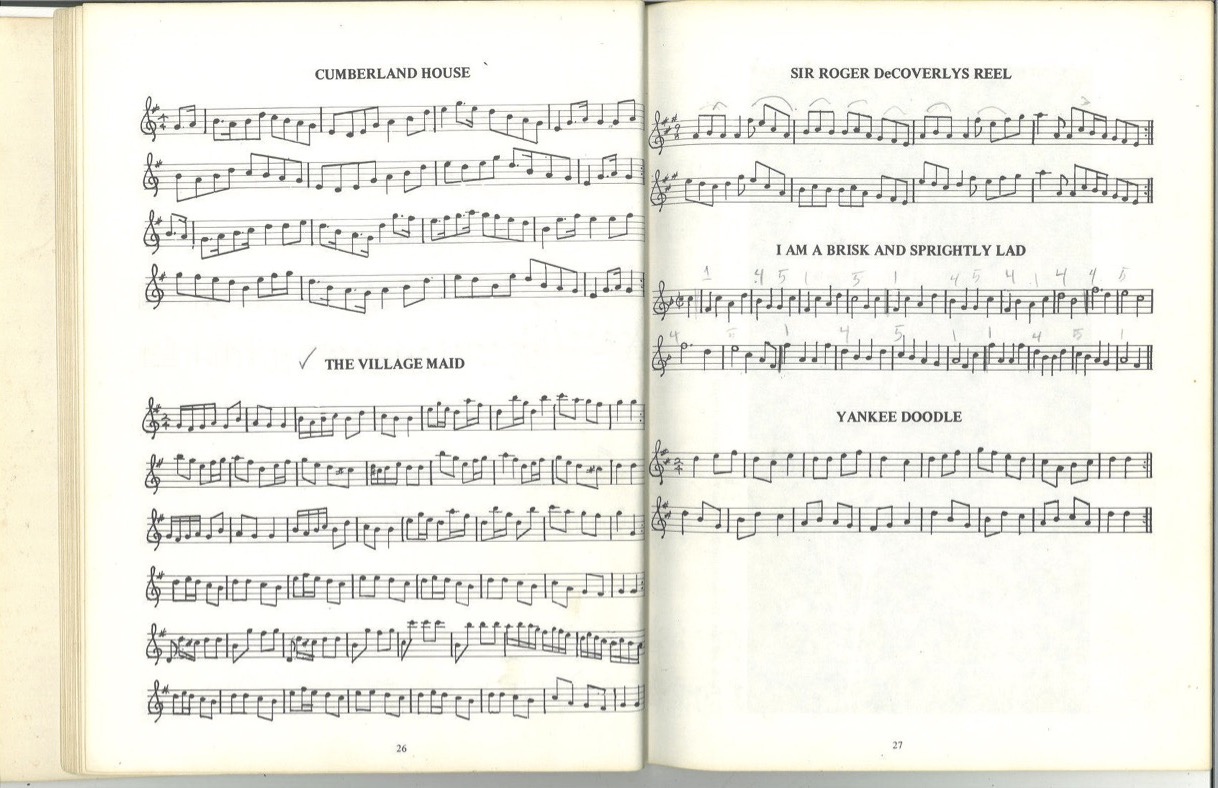 CUMBERLAND HOUSE
✓ THE VILLAGE MAID
26
SIR ROGER DeCOVERLYS REEL
I AM A BRISK AND SPRIGHTLY LAD
1 4 5 1 5 1 4 5 4 1 4 4 5
4 5 1 4 5 1 1 4 5 1
YANKEE DOODLE
27